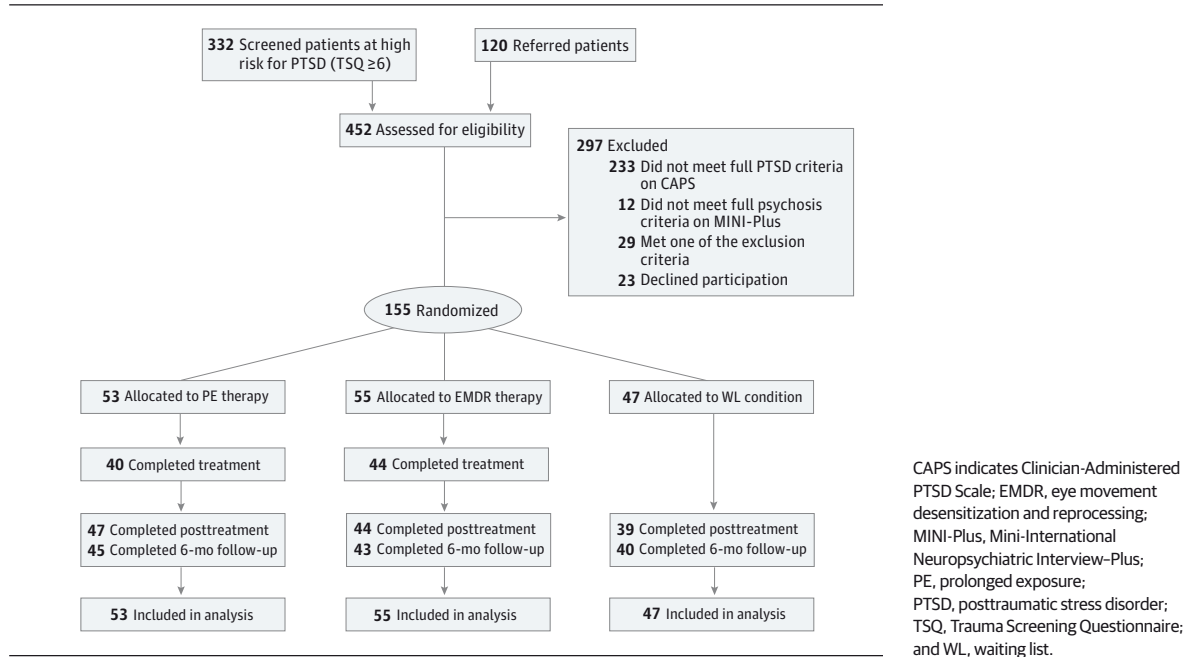 332 Screened patients at high
risk for PTSD (TSQ ≥6)
120 Referred patients
452 Assessed for eligibility
297 Excluded
233 Did not meet full PTSD criteria
on CAPS
12 Did not meet full psychosis
criteria on MINI-Plus
29 Met one of the exclusion
criteria
23 Declined participation
155 Randomized
53 Allocated to PE therapy
55 Allocated to EMDR therapy
47 Allocated to WL condition
40 Completed treatment
44 Completed treatment
47 Completed posttreatment
45 Completed 6-mo follow-up
44 Completed posttreatment
43 Completed 6-mo follow-up
39 Completed posttreatment
40 Completed 6-mo follow-up
53 Included in analysis
55 Included in analysis
47 Included in analysis
CAPS indicates Clinician-Administered
PTSD Scale; EMDR, eye movement
desensitization and reprocessing;
MINI-Plus, Mini-International
Neuropsychiatric Interview–Plus;
PE, prolonged exposure;
PTSD, posttraumatic stress disorder;
TSQ, Trauma Screening Questionnaire;
and WL, waiting list.